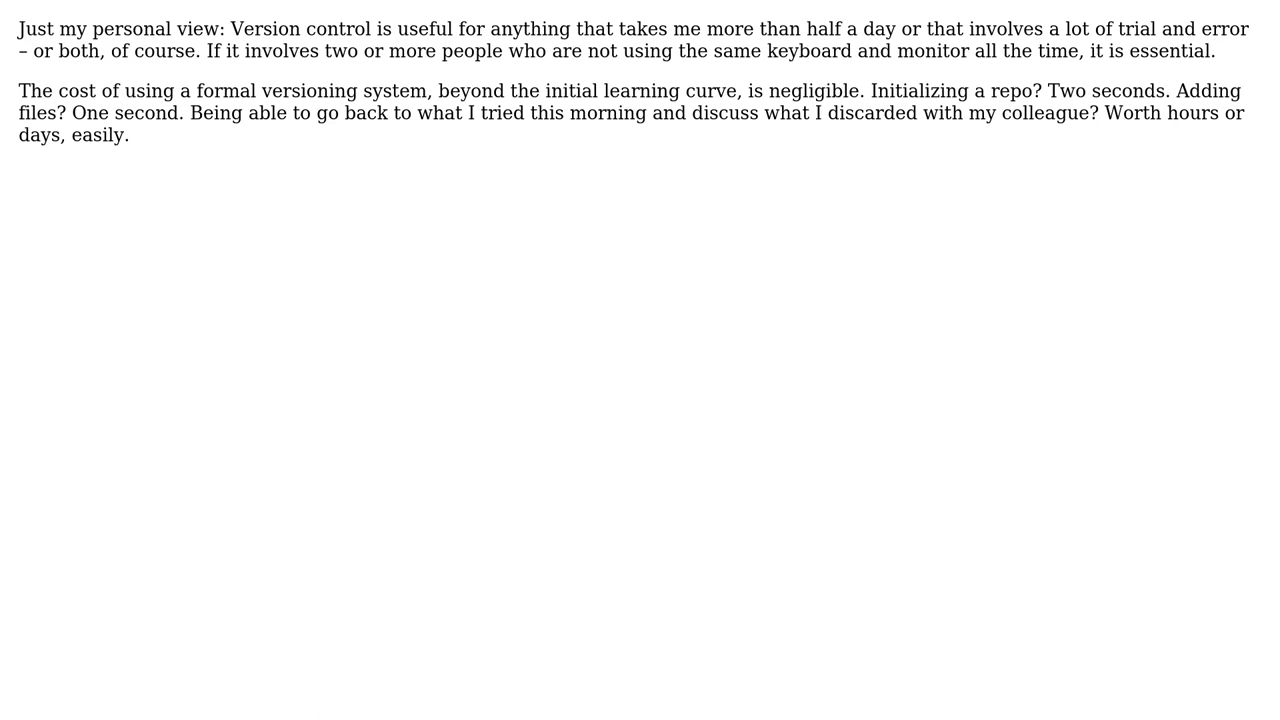 Just my personal view: Version control is useful for anything that takes me more than half a day or that involves a lot of trial and error
– or both, of course. If it involves two or more people who are not using the same keyboard and monitor all the time, it is essential.
The cost of using a formal versioning system, beyond the initial learning curve, is negligible. Initializing a repo? Two seconds. Adding
files? One second. Being able to go back to what I tried this morning and discuss what I discarded with my colleague? Worth hours or
days, easily.